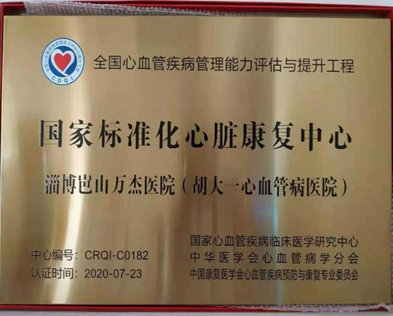 CDQI
全国心血管疾病管理能力评估与提升工程
国家标准化心脏康复中心
淄博岜山万杰医院（胡大一心血管病医院）
中心编号：CRQI-C0182
认证时间：2020-07-23
国家心血管疾病临床医学研究中心
中华医学会心血管病学分会
中国康复医学会心血管疾病预防与康复专业委员会